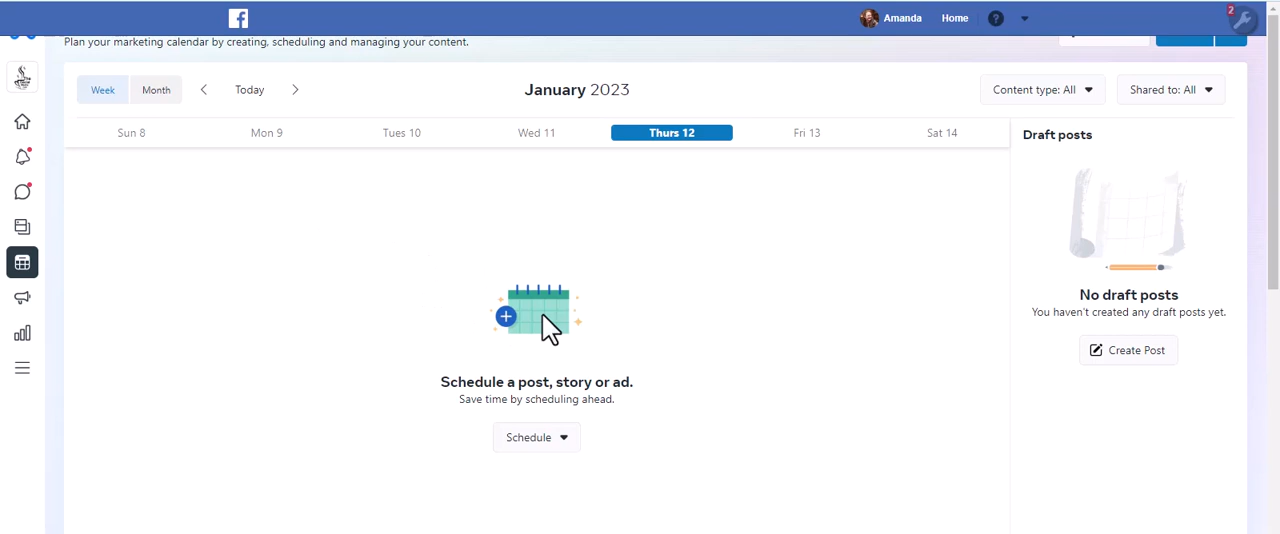 Amanda Home ? 2
Plan your marketing calendar by creating, scheduling and managing your content.
Week Month Today January 2023 Content type: All Shared to: All
Sun 8 Mon 9 Tues 10 Wed 11 Thurs 12 Fri 13 Sat 14
Draft posts
No draft posts
You haven't created any draft posts yet.
Create Post
Schedule a post, story or ad.
Save time by scheduling ahead.
Schedule